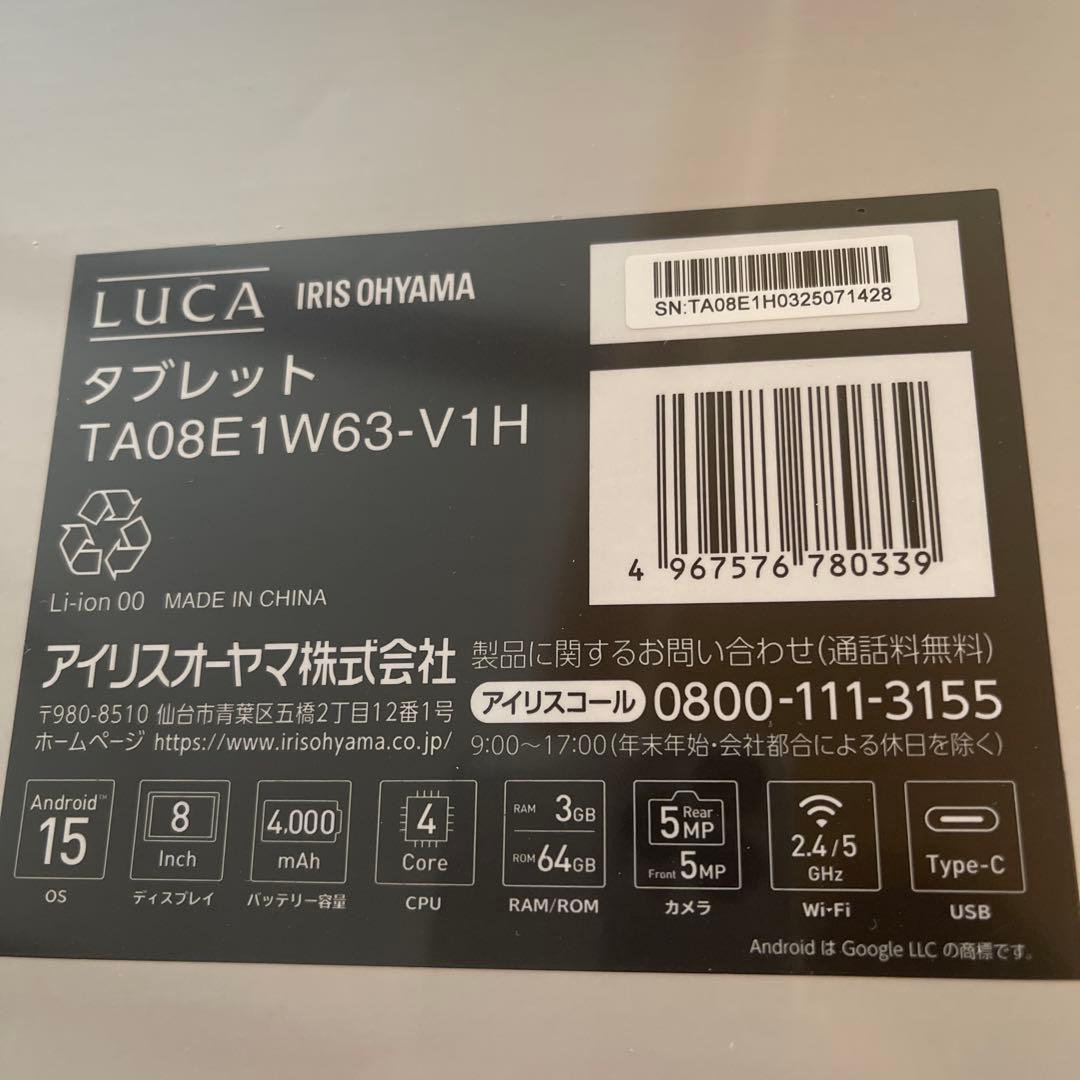 LUCA IRIS OHYAMA
SN:TA08E1H0325071428
タブレット
TA08E1W63-V1H
4 967576 780339
Li-ion 00 MADE IN CHINA
アイリスオーヤマ株式会社
〒980-8510 仙台市青葉区五橋2丁目12番1号
ホームページ https://www.irisohyama.co.jp/
製品に関するお問い合わせ(通話料無料)
アイリスコール 0800-111-3155
9:00〜17:00(年末年始・会社都合による休日を除く)
Android™
15
OS
8
Inch
ディスプレイ
4,000
mAh
バッテリー容量
4
Core
CPU
RAM 3GB
ROM 64GB
RAM/ROM
5MP Rear
Front 5MP
カメラ
2.4/5
GHz
Wi-Fi
Type-C
USB
Android は Google LLC の商標です。